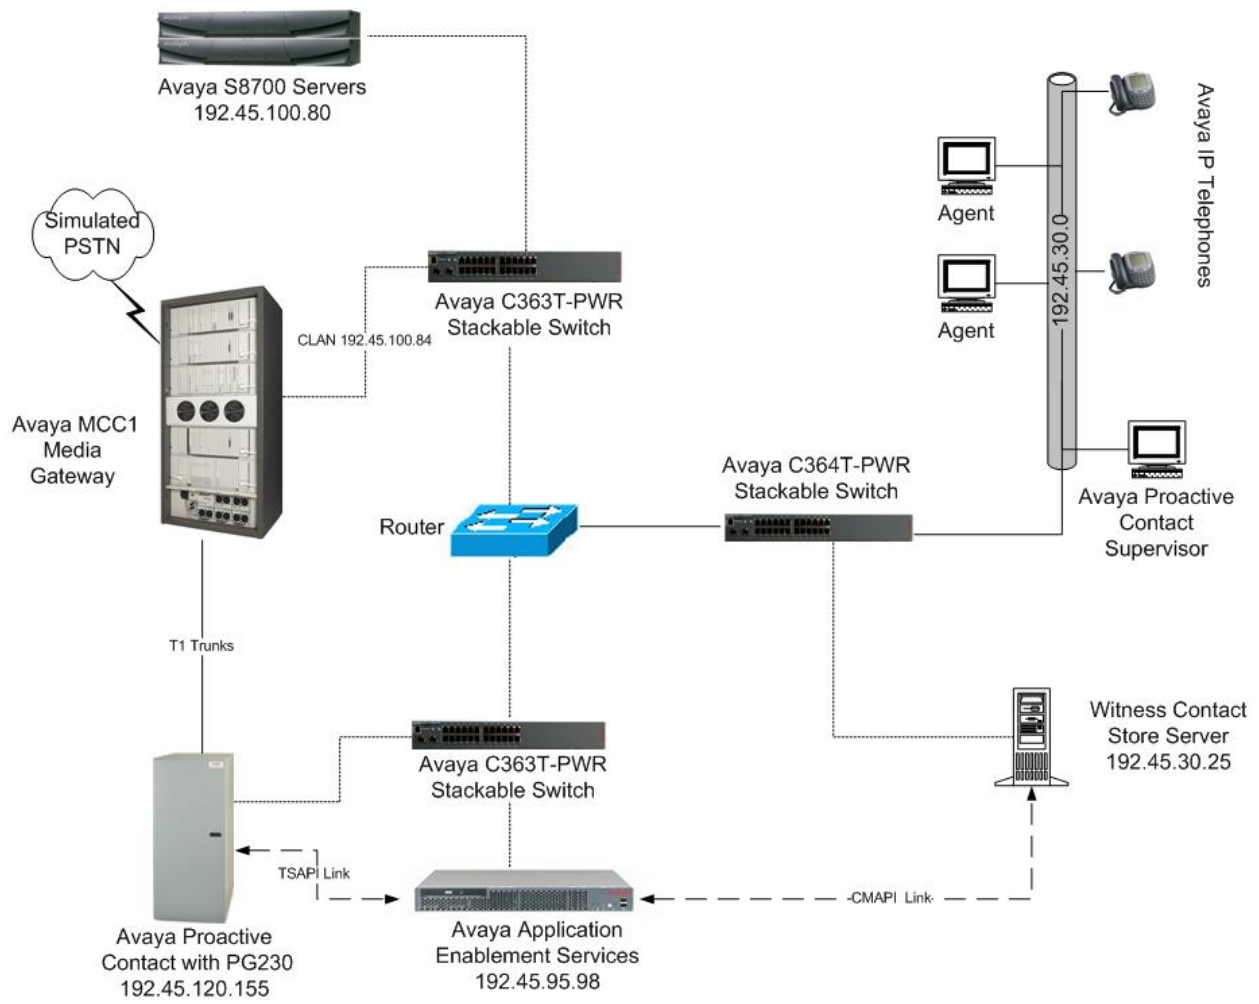 Avaya S8700 Servers
192.45.100.80
Simulated
PSTN
Avaya C363T-PWR
Stackable Switch
CLAN 192.45.100.84
Avaya MCC1
Media
Gateway
Agent
Agent
192.45.30.0
Avaya IP Telephones
Avaya C364T-PWR
Stackable Switch
Router
Avaya Proactive
Contact
Supervisor
T1 Trunks
Avaya C363T-PWR
Stackable Switch
Witness Contact
Store Server
192.45.30.25
TSAPI Link
CMAPI Link
Avaya Proactive
Contact with PG230
192.45.120.155
Avaya Application
Enablement Services
192.45.95.98